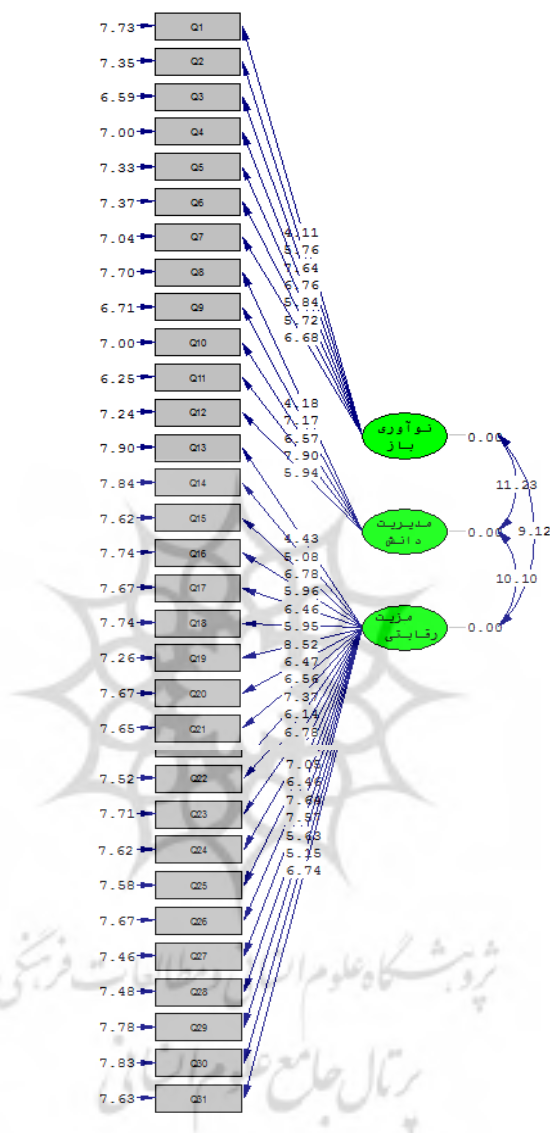 7.73 Q1
7.35 Q2
6.59 Q3
7.00 Q4
7.33 Q5
7.37 Q6
7.04 Q7
7.70 Q8
6.71 Q9
7.00 Q10
6.25 Q11
7.24 Q12
7.90 Q13
7.84 Q14
7.62 Q15
7.74 Q16
7.67 Q17
7.74 Q18
7.26 Q19
7.67 Q20
7.65 Q21
7.52 Q22
7.71 Q23
7.62 Q24
7.58 Q25
7.67 Q26
7.46 Q27
7.48 Q28
7.78 Q29
7.83 Q30
7.63 Q31
4.11
5.76
7.64
6.76
5.84
5.72
6.68
4.18
7.17
6.57
7.90
5.94
4.43
5.08
6.78
5.96
6.46
5.95
8.52
6.47
6.56
7.37
6.14
6.78
7.05
6.46
7.64
7.57
5.63
5.15
6.74
نوآوری
باز
0.00
مدیریت
دانش
0.00
مزیت
رقابتی
0.00
11.23
9.12
10.10
پژوهشگاه علوم انسانی و مطالعات فرهنگی
پرتال جامع علوم انسانی